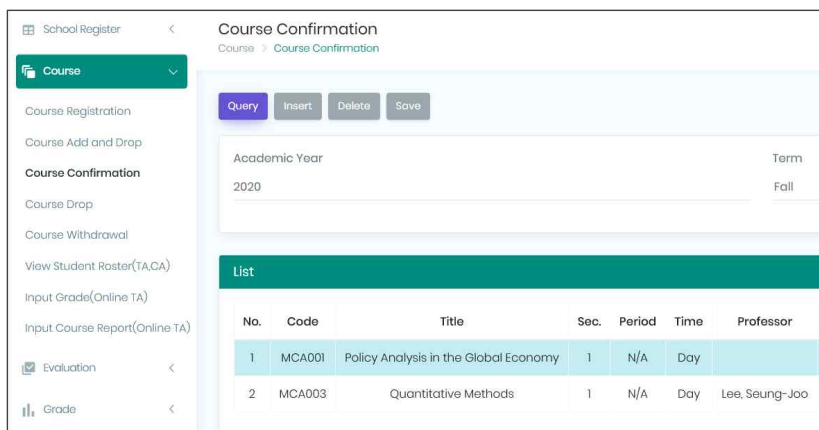 School Register
Course
Course Registration
Course Add and Drop
Course Confirmation
Course Drop
Course Withdrawal
View Student Roster(TA,CA)
Input Grade(Online TA)
Input Course Report(Online TA)
Evaluation
Grade
Course Confirmation
Course > Course Confirmation
Query Insert Delete Save
Academic Year Term
2020 Fall
List
No. Code Title Sec. Period Time Professor
1 MCA001 Policy Analysis in the Global Economy 1 N/A Day
2 MCA003 Quantitative Methods 1 N/A Day Lee, Seung-Joo